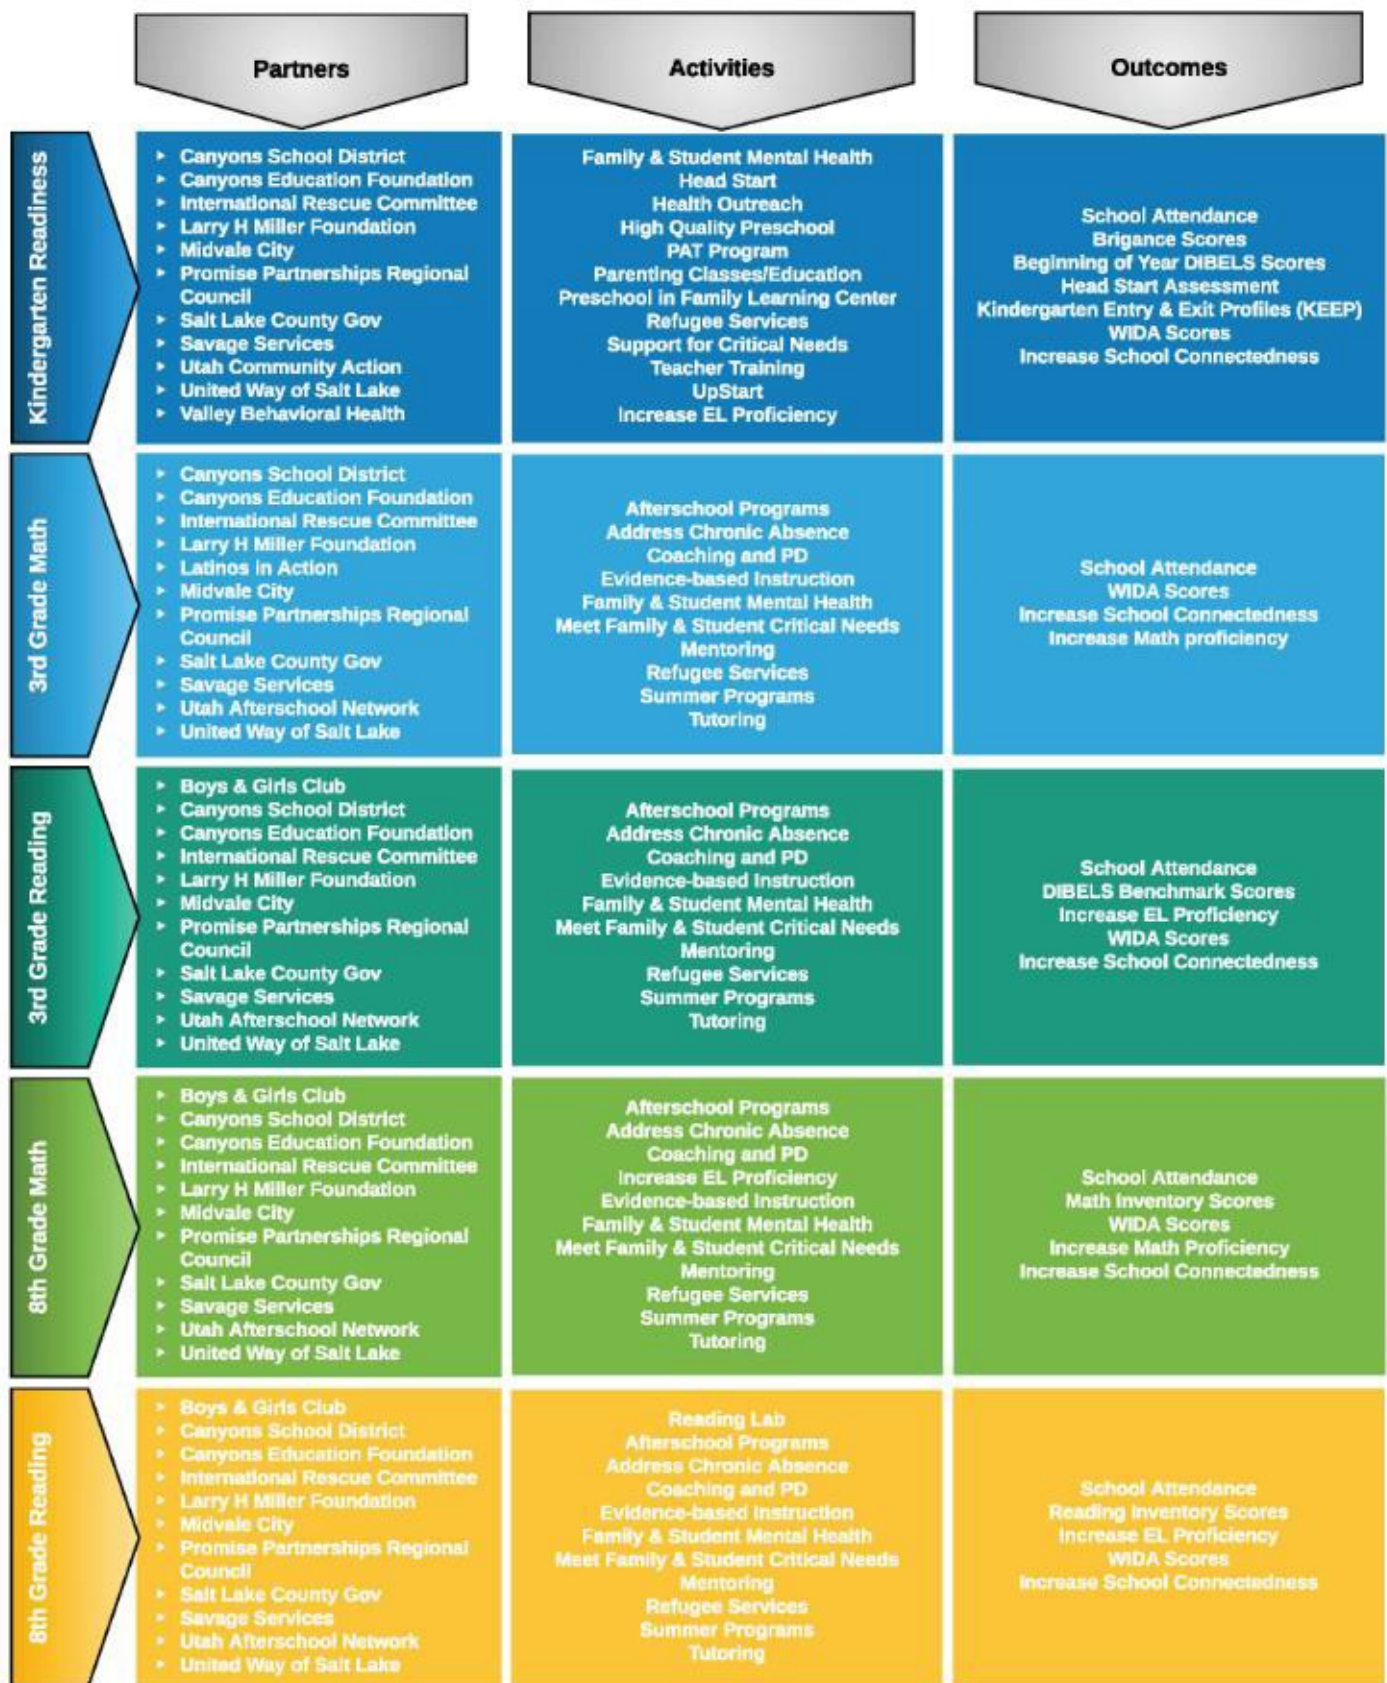 Partners
Activities
Outcomes
Kindergarten Readiness
▸ Canyons School District
▸ Canyons Education Foundation
▸ International Rescue Committee
▸ Larry H Miller Foundation
▸ Midvale City
▸ Promise Partnerships Regional
Council
▸ Salt Lake County Gov
▸ Savage Services
▸ Utah Community Action
▸ United Way of Salt Lake
▸ Valley Behavioral Health
Family & Student Mental Health
Head Start
Health Outreach
High Quality Preschool
PAT Program
Parenting Classes/Education
Preschool in Family Learning Center
Refugee Services
Support for Critical Needs
Teacher Training
UpStart
Increase EL Proficiency
School Attendance
Brigance Scores
Beginning of Year DIBELS Scores
Head Start Assessment
Kindergarten Entry & Exit Profiles (KEEP)
WIDA Scores
Increase School Connectedness
3rd Grade Math
▸ Canyons School District
▸ Canyons Education Foundation
▸ International Rescue Committee
▸ Larry H Miller Foundation
▸ Latinos in Action
▸ Midvale City
▸ Promise Partnerships Regional
Council
▸ Salt Lake County Gov
▸ Savage Services
▸ Utah Afterschool Network
▸ United Way of Salt Lake
Afterschool Programs
Address Chronic Absence
Coaching and PD
Evidence-based Instruction
Family & Student Mental Health
Meet Family & Student Critical Needs
Mentoring
Refugee Services
Summer Programs
Tutoring
School Attendance
WIDA Scores
Increase School Connectedness
Increase Math proficiency
3rd Grade Reading
▸ Boys & Girls Club
▸ Canyons School District
▸ Canyons Education Foundation
▸ International Rescue Committee
▸ Larry H Miller Foundation
▸ Midvale City
▸ Promise Partnerships Regional
Council
▸ Salt Lake County Gov
▸ Savage Services
▸ Utah Afterschool Network
▸ United Way of Salt Lake
Afterschool Programs
Address Chronic Absence
Coaching and PD
Evidence-based Instruction
Family & Student Mental Health
Meet Family & Student Critical Needs
Mentoring
Refugee Services
Summer Programs
Tutoring
School Attendance
DIBELS Benchmark Scores
Increase EL Proficiency
WIDA Scores
Increase School Connectedness
8th Grade Math
▸ Boys & Girls Club
▸ Canyons School District
▸ Canyons Education Foundation
▸ International Rescue Committee
▸ Larry H Miller Foundation
▸ Midvale City
▸ Promise Partnerships Regional
Council
▸ Salt Lake County Gov
▸ Savage Services
▸ Utah Afterschool Network
▸ United Way of Salt Lake
Afterschool Programs
Address Chronic Absence
Coaching and PD
Increase EL Proficiency
Evidence-based Instruction
Family & Student Mental Health
Meet Family & Student Critical Needs
Mentoring
Refugee Services
Summer Programs
Tutoring
School Attendance
Math Inventory Scores
WIDA Scores
Increase Math Proficiency
Increase School Connectedness
8th Grade Reading
▸ Boys & Girls Club
▸ Canyons School District
▸ Canyons Education Foundation
▸ International Rescue Committee
▸ Larry H Miller Foundation
▸ Midvale City
▸ Promise Partnerships Regional
Council
▸ Salt Lake County Gov
▸ Savage Services
▸ Utah Afterschool Network
▸ United Way of Salt Lake
Reading Lab
Afterschool Programs
Address Chronic Absence
Coaching and PD
Evidence-based Instruction
Family & Student Mental Health
Meet Family & Student Critical Needs
Mentoring
Refugee Services
Summer Programs
Tutoring
School Attendance
Reading Inventory Scores
Increase EL Proficiency
WIDA Scores
Increase School Connectedness